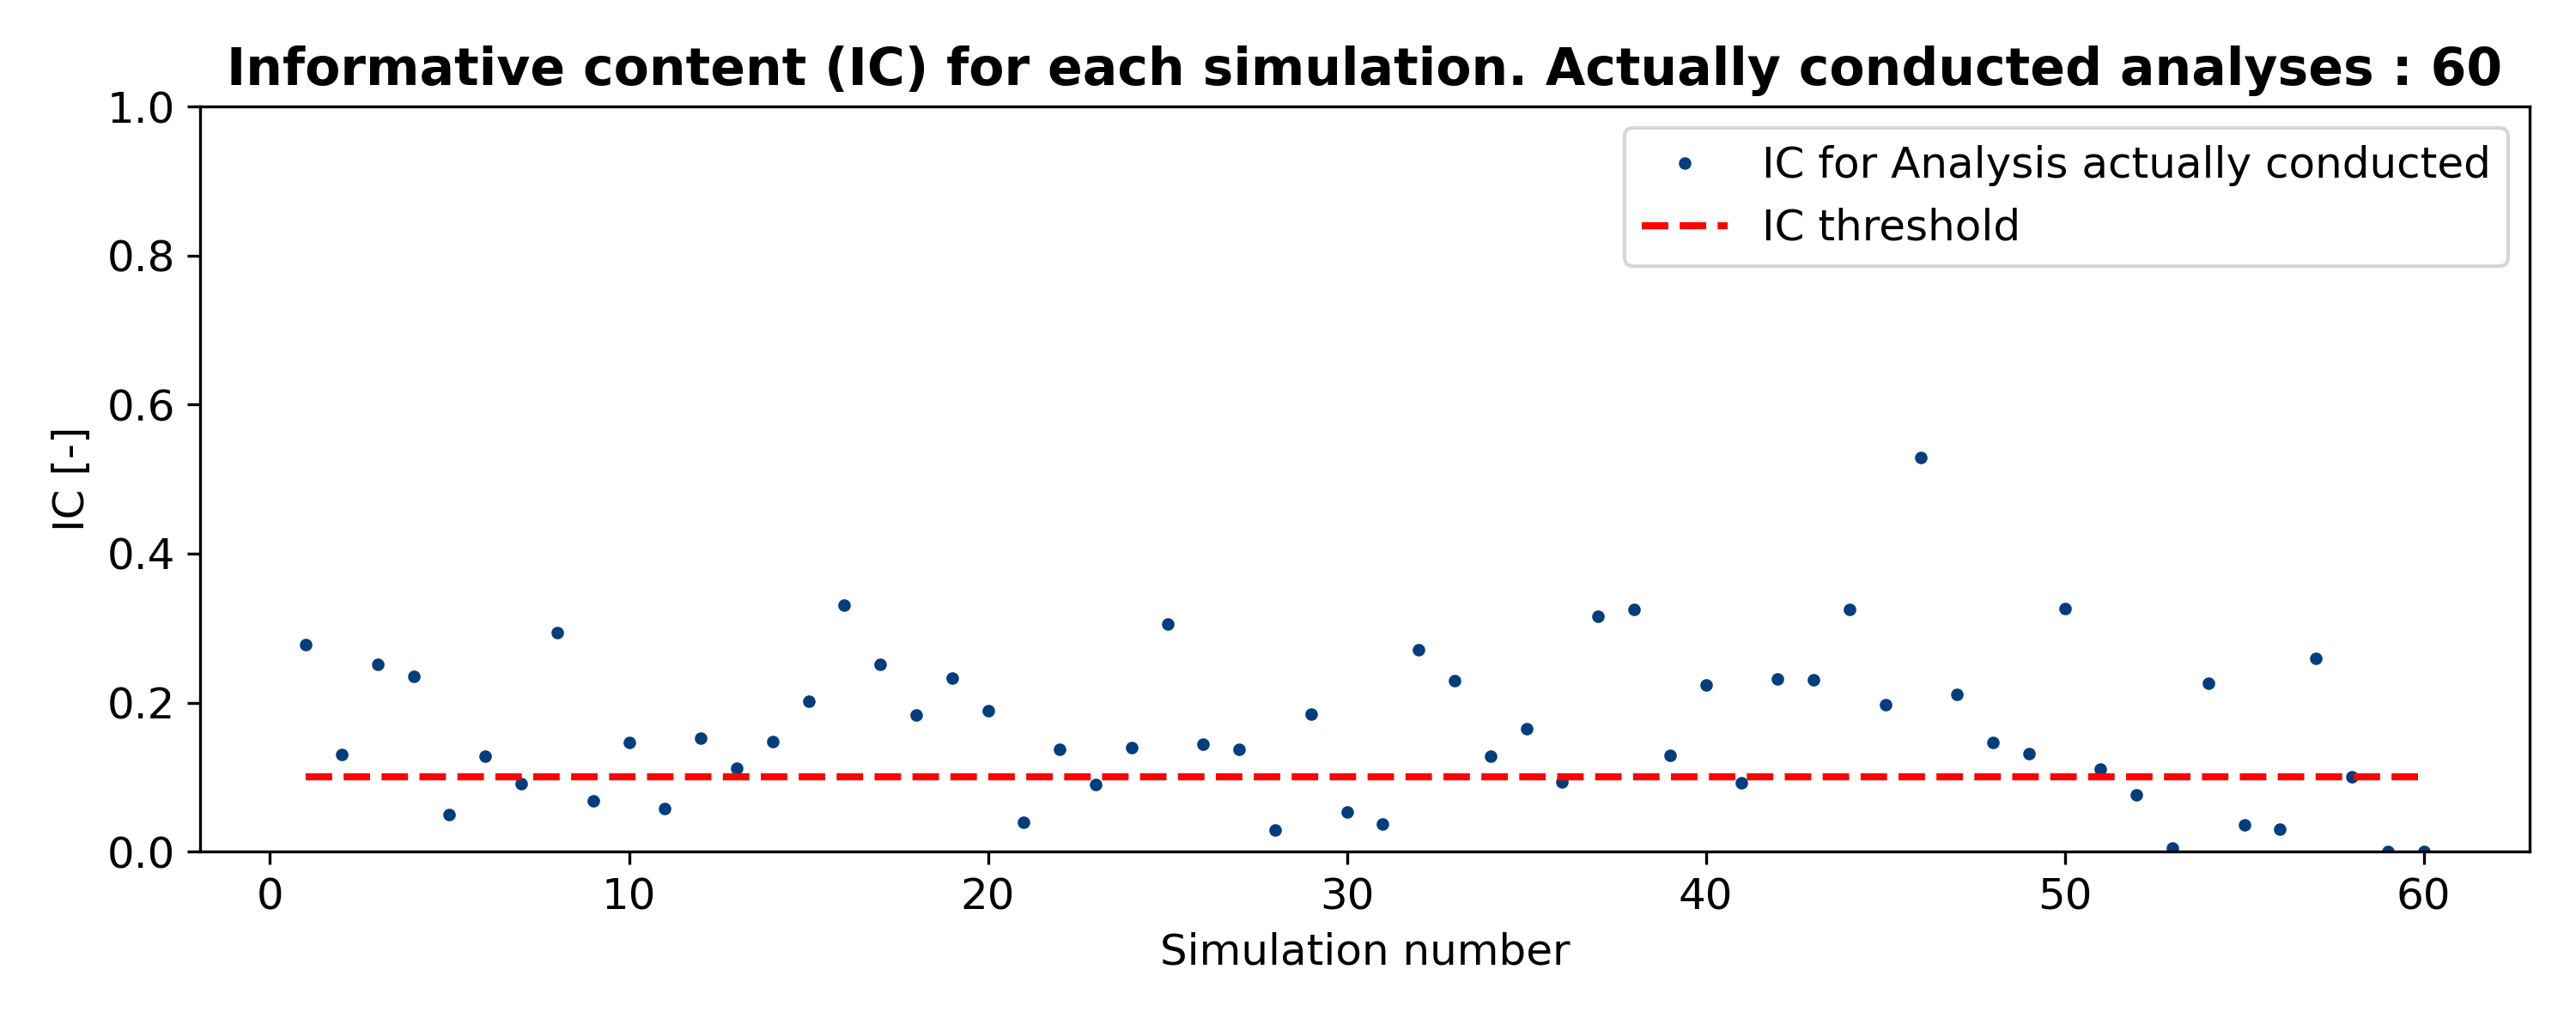 Informative content (IC) for each simulation. Actually conducted analyses : 60
1.0
0.8
0.6
0.4
0.2
0.0
IC [-]
IC for Analysis actually conducted
IC threshold
0 10 20 30 40 50 60
Simulation number